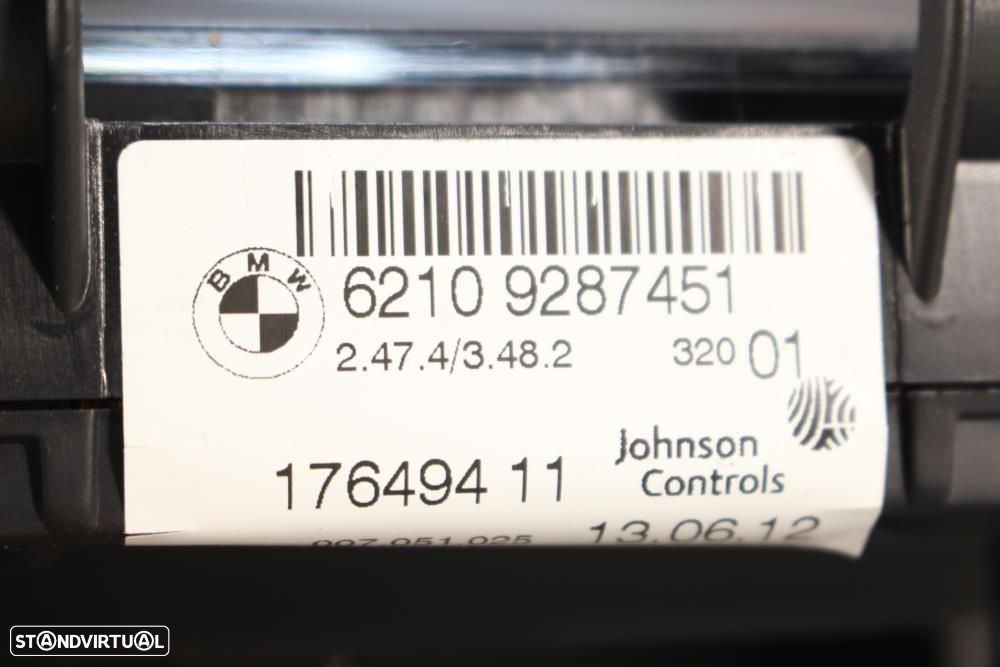 BMW
6210 9287451
2.47.4/3.48.2 320 01
Johnson
Controls
176494 11
13.06.12
STANDVIRTUAL